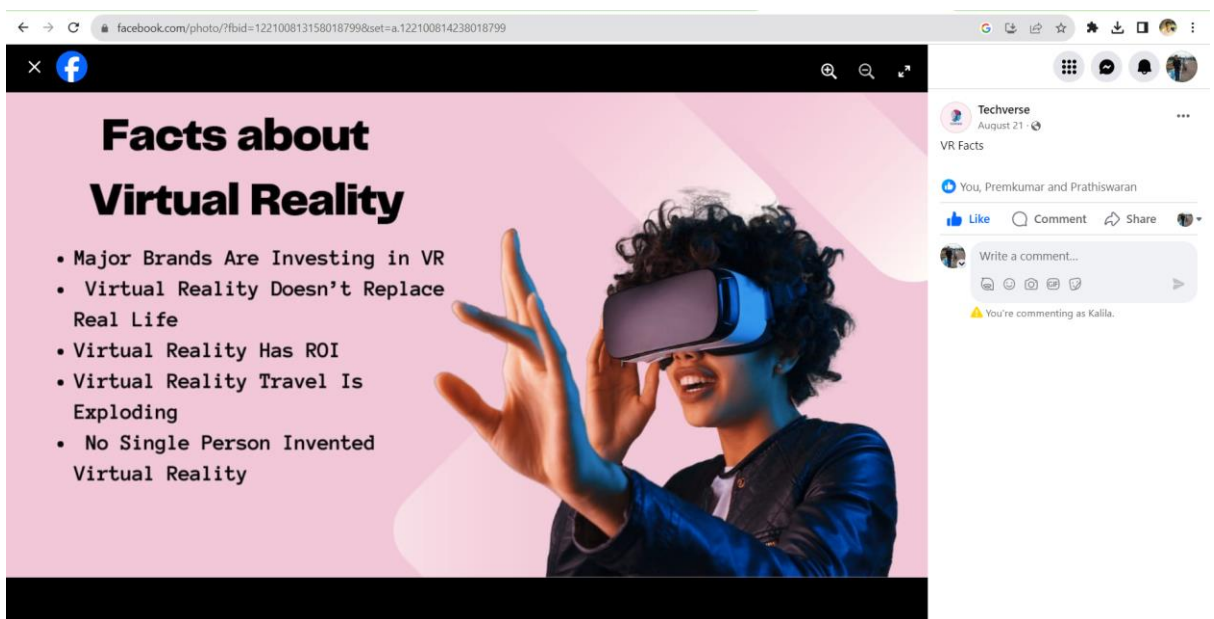 facebook.com/photo/?fbid=122100813158018799&set=a.122100814238018799
Facts about
Virtual Reality
• Major Brands Are Investing in VR
• Virtual Reality Doesn't Replace
Real Life
• Virtual Reality Has ROI
• Virtual Reality Travel Is
Exploding
• No Single Person Invented
Virtual Reality
Techverse
August 21 ·
VR Facts
You, Premkumar and Prathiswaran
Like Comment Share
Write a comment...
GIF
You're commenting as Kalila.